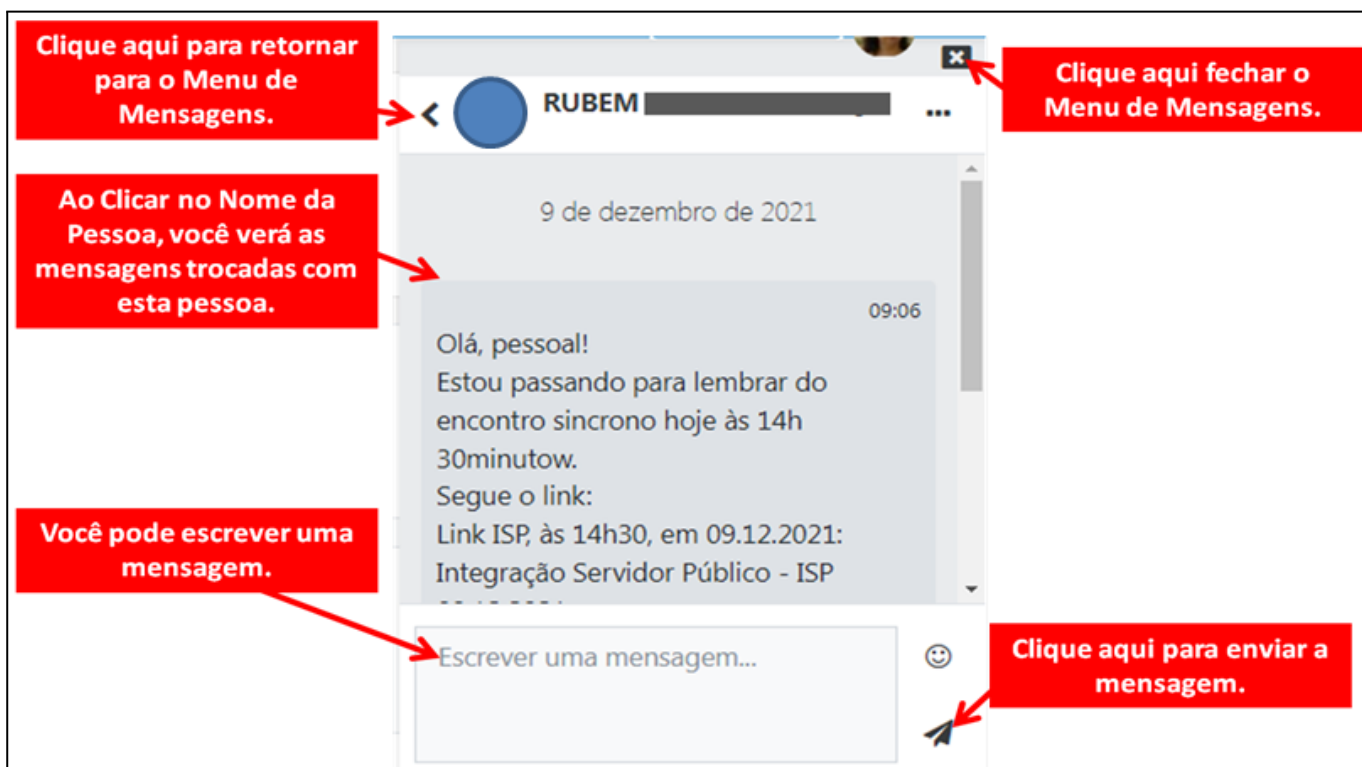 Clique aqui para retornar
para o Menu de
Mensagens.
Clique aqui fechar o
Menu de Mensagens.
RUBEM
Ao Clicar no Nome da
Pessoa, você verá as
mensagens trocadas com
esta pessoa.
9 de dezembro de 2021
09:06
Olá, pessoal!
Estou passando para lembrar do
encontro sincrono hoje às 14h
30minutow.
Segue o link:
Link ISP, às 14h30, em 09.12.2021:
Integração Servidor Público - ISP
Você pode escrever uma
mensagem.
Escrever uma mensagem...
Clique aqui para enviar a
mensagem.